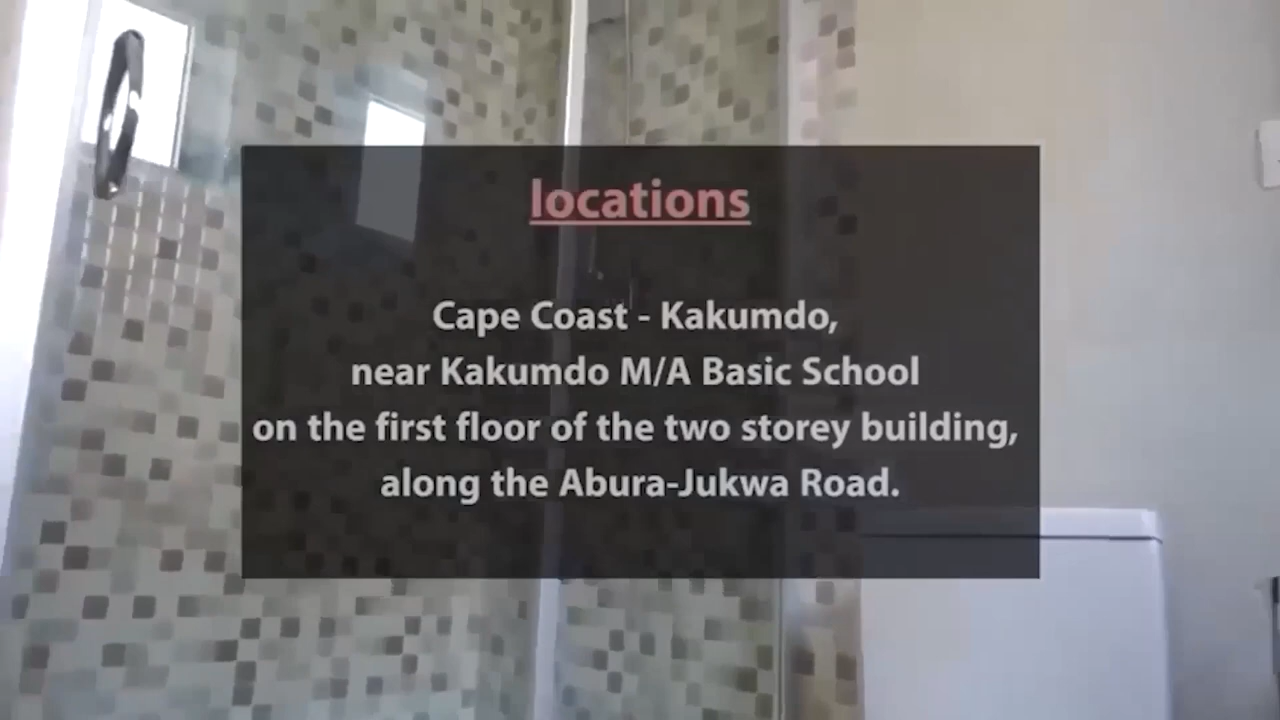 locations
Cape Coast - Kakumdo,
near Kakumdo M/A Basic School
on the first floor of the two storey building,
along the Abura-Jukwa Road.